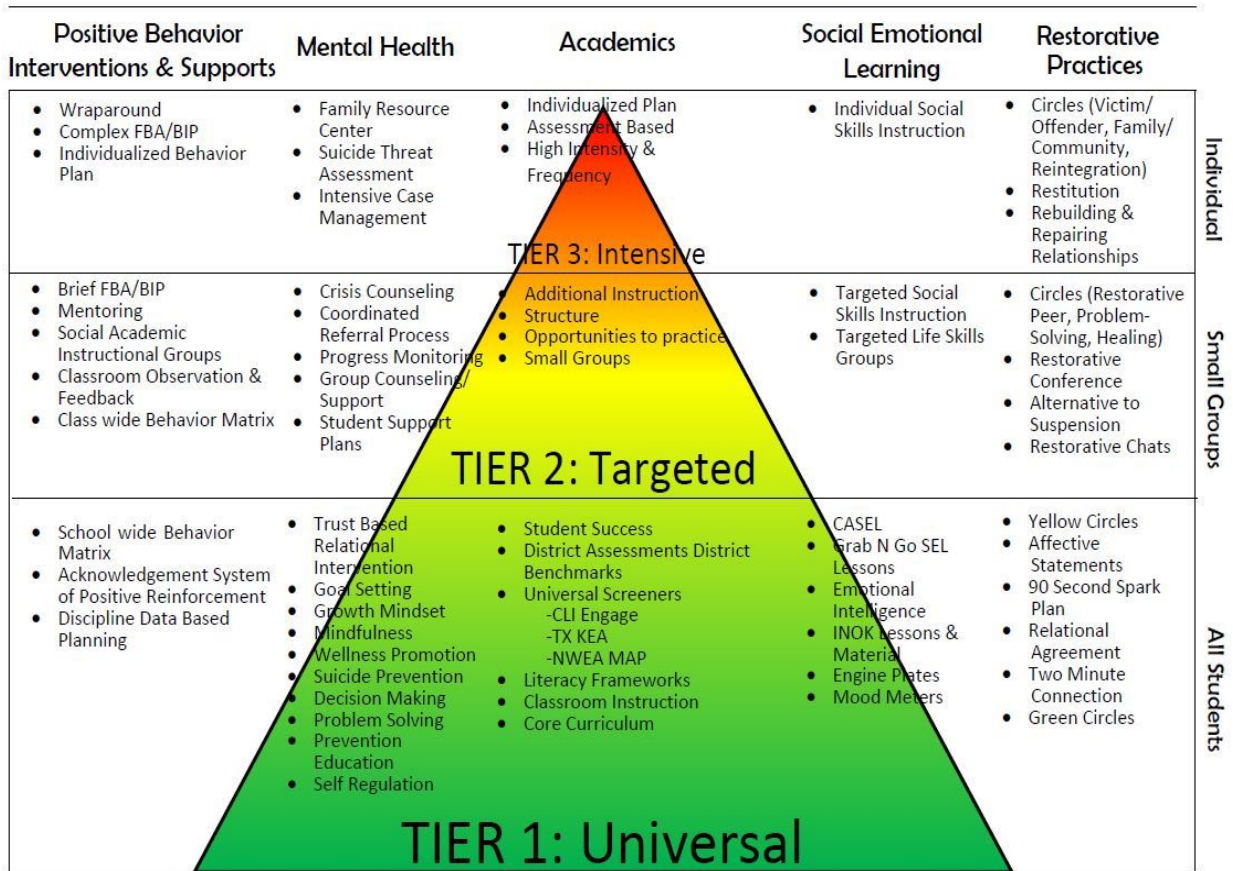 Positive Behavior
Interventions & Supports
Mental Health
Academics
Social Emotional
Learning
Restorative
Practices
• Wraparound
• Complex FBA/BIP
• Individualized Behavior
Plan
• Family Resource
Center
• Suicide Threat
Assessment
• Intensive Case
Management
• Individualized Plan
• Assessment Based
• High Intensity &
Frequency
• Individual Social
Skills Instruction
• Circles (Victim/
Offender, Family/
Community,
Reintegration)
• Restitution
• Rebuilding &
Repairing
Relationships
Individual
TIER 3: Intensive
• Brief FBA/BIP
• Mentoring
• Social Academic
Instructional Groups
• Classroom Observation &
Feedback
• Class wide Behavior Matrix
• Crisis Counseling
• Coordinated
Referral Process
• Progress Monitoring
• Group Counseling/
Support
• Student Support
Plans
• Additional Instruction
• Structure
• Opportunities to practice
• Small Groups
• Targeted Social
Skills Instruction
• Targeted Life Skills
Groups
• Circles (Restorative
Peer, Problem-
Solving, Healing)
• Restorative
Conference
• Alternative to
Suspension
• Restorative Chats
Small Groups
TIER 2: Targeted
• School wide Behavior
Matrix
• Acknowledgement System
of Positive Reinforcement
• Discipline Data Based
Planning
• Trust Based
Relational
Intervention
• Goal Setting
• Growth Mindset
• Mindfulness
• Wellness Promotion
• Suicide Prevention
• Decision Making
• Problem Solving
• Prevention
Education
• Self Regulation
• Student Success
• District Assessments District
Benchmarks
• Universal Screeners
-CLI Engage
-TX KEA
-NWEA MAP
• Literacy Frameworks
• Classroom Instruction
• Core Curriculum
• CASEL
• Grab N Go SEL
Lessons
• Emotional
Intelligence
• INOK Lessons &
Material
• Engine Plates
• Mood Meters
• Yellow Circles
• Affective
Statements
• 90 Second Spark
Plan
• Relational
Agreement
• Two Minute
Connection
• Green Circles
All Students
TIER 1: Universal